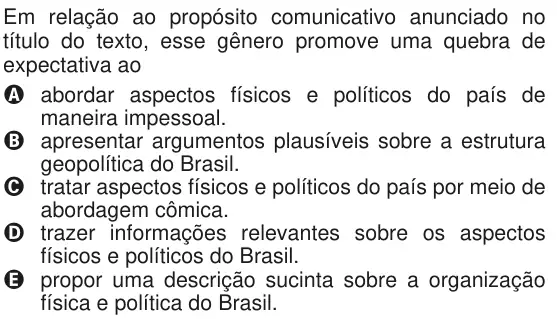 Em relação ao propósito comunicativo anunciado no
título do texto, esse gênero promove uma quebra de
expectativa ao
A abordar aspectos físicos e políticos do país de
maneira impessoal.
B apresentar argumentos plausíveis sobre a estrutura
geopolítica do Brasil.
C tratar aspectos físicos e políticos do país por meio de
abordagem cômica.
D trazer informações relevantes sobre os aspectos
físicos e políticos do Brasil.
E propor uma descrição sucinta sobre a organização
física e política do Brasil.